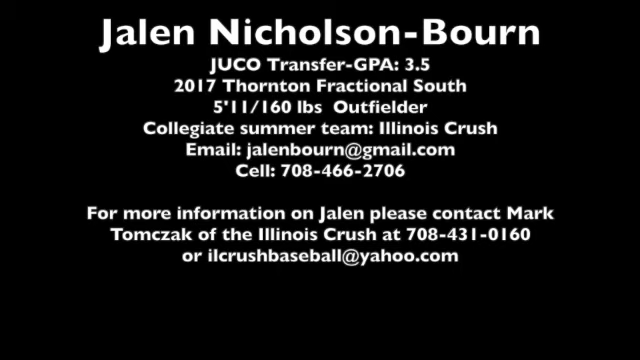 Jalen Nicholson-Bourn
JUCO Transfer-GPA: 3.5
2017 Thornton Fractional South
5'11/160 lbs  Outfielder
Collegiate summer team: Illinois Crush
Email: jalenbourn@gmail.com
Cell: 708-466-2706
For more information on Jalen please contact Mark
Tomczak of the Illinois Crush at 708-431-0160
or ilcrushbaseball@yahoo.com